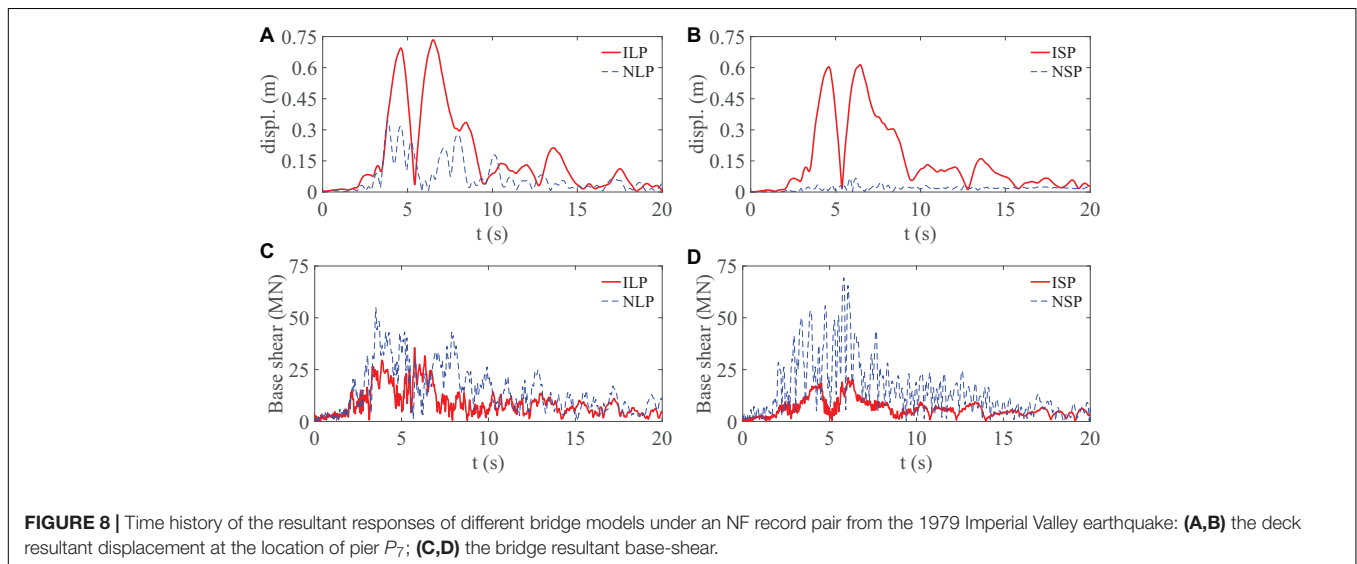 A
0.75
0.6
0.45
0.3
0.15
0
displ. (m)
ILP
NLP
0 5 10 15 20
t (s)
B
0.75
0.6
0.45
0.3
0.15
0
displ. (m)
ISP
NSP
0 5 10 15 20
t (s)
C
75
50
25
0
Base shear (MN)
ILP
NLP
0 5 10 15 20
t (s)
D
75
50
25
0
Base shear (MN)
ISP
NSP
0 5 10 15 20
t (s)
FIGURE 8 | Time history of the resultant responses of different bridge models under an NF record pair from the 1979 Imperial Valley earthquake: (A,B) the deck
resultant displacement at the location of pier P7; (C,D) the bridge resultant base-shear.